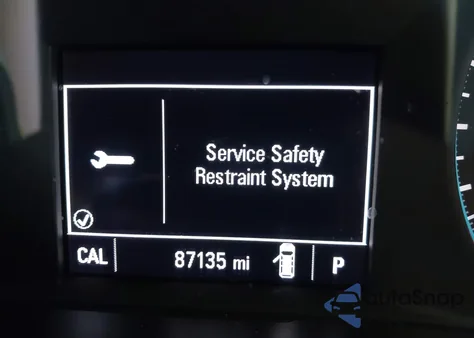 Service Safety
Restraint System
CAL 87135 mi P
AutoSnap